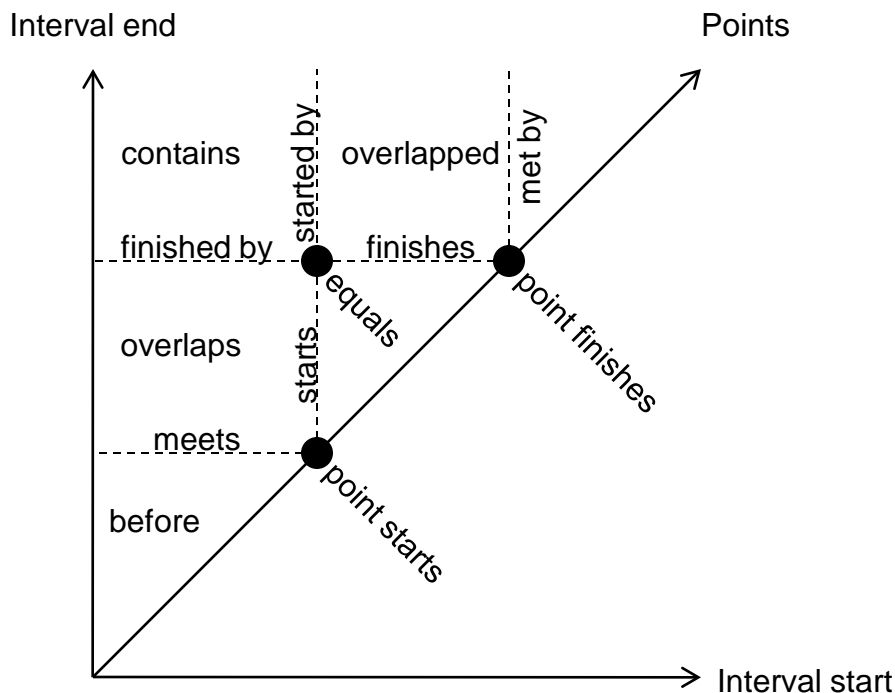 Interval end
Points
contains
started by
overlapped
met by
finished by
finishes
equals
point finishes
overlaps
starts
meets
point starts
before
Interval start